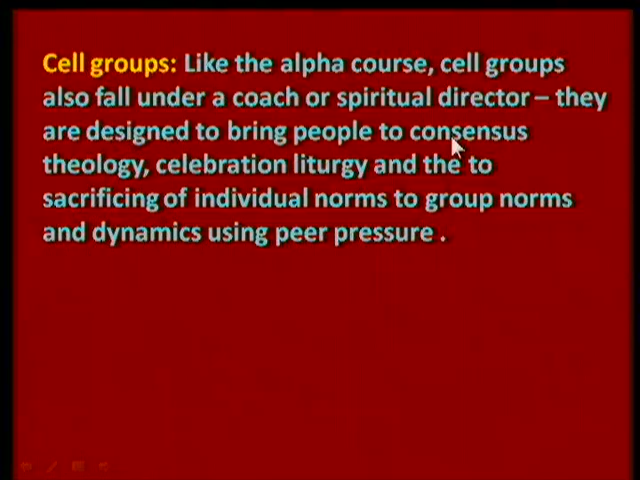 Cell groups: Like the alpha course, cell groups
also fall under a coach or spiritual director – they
are designed to bring people to consensus
theology, celebration liturgy and the to
sacrificing of individual norms to group norms
and dynamics using peer pressure .